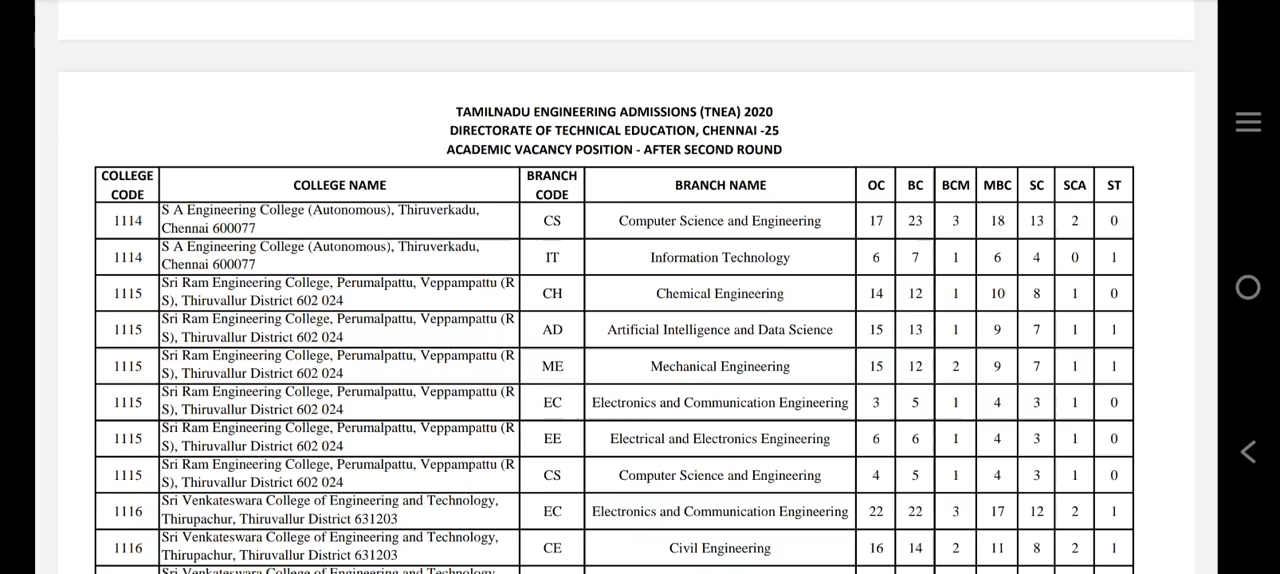 TAMILNADU ENGINEERING ADMISSIONS (TNEA) 2020
DIRECTORATE OF TECHNICAL EDUCATION, CHENNAI -25
ACADEMIC VACANCY POSITION - AFTER SECOND ROUND
COLLEGE CODE COLLEGE NAME BRANCH CODE BRANCH NAME OC BC BCM MBC SC SCA ST
1114 S A Engineering College (Autonomous), Thiruverkadu, Chennai 600077 CS Computer Science and Engineering 17 23 3 18 13 2 0
1114 S A Engineering College (Autonomous), Thiruverkadu, Chennai 600077 IT Information Technology 6 7 1 6 4 0 1
1115 Sri Ram Engineering College, Perumalpattu, Veppampattu (R S), Thiruvallur District 602 024 CH Chemical Engineering 14 12 1 10 8 1 0
1115 Sri Ram Engineering College, Perumalpattu, Veppampattu (R S), Thiruvallur District 602 024 AD Artificial Intelligence and Data Science 15 13 1 9 7 1 1
1115 Sri Ram Engineering College, Perumalpattu, Veppampattu (R S), Thiruvallur District 602 024 ME Mechanical Engineering 15 12 2 9 7 1 1
1115 Sri Ram Engineering College, Perumalpattu, Veppampattu (R S), Thiruvallur District 602 024 EC Electronics and Communication Engineering 3 5 1 4 3 1 0
1115 Sri Ram Engineering College, Perumalpattu, Veppampattu (R S), Thiruvallur District 602 024 EE Electrical and Electronics Engineering 6 6 1 4 3 1 0
1115 Sri Ram Engineering College, Perumalpattu, Veppampattu (R S), Thiruvallur District 602 024 CS Computer Science and Engineering 4 5 1 4 3 1 0
1116 Sri Venkateswara College of Engineering and Technology, Thirupachur, Thiruvallur District 631203 EC Electronics and Communication Engineering 22 22 3 17 12 2 1
1116 Sri Venkateswara College of Engineering and Technology, Thirupachur, Thiruvallur District 631203 CE Civil Engineering 16 14 2 11 8 2 1
Sri Venkateswara College of Engineering and Technology,